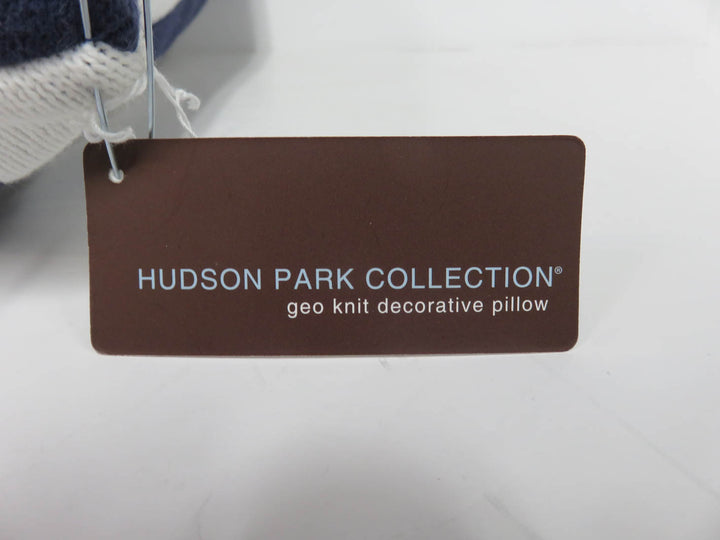 HUDSON PARK COLLECTION®
geo knit decorative pillow